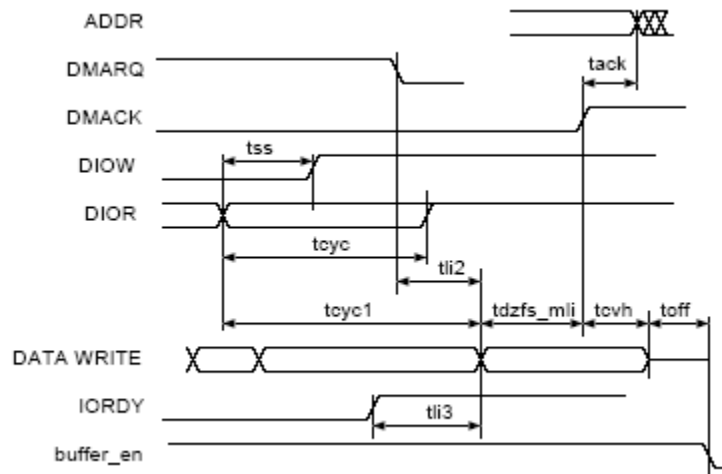 ADDR
DMARQ
tack
DMACK
tss
DIOW
DIOR
tcyc
tli2
tcyc1
tdzfs_mli
tcvh
toff
DATA WRITE
IORDY
tli3
buffer_en